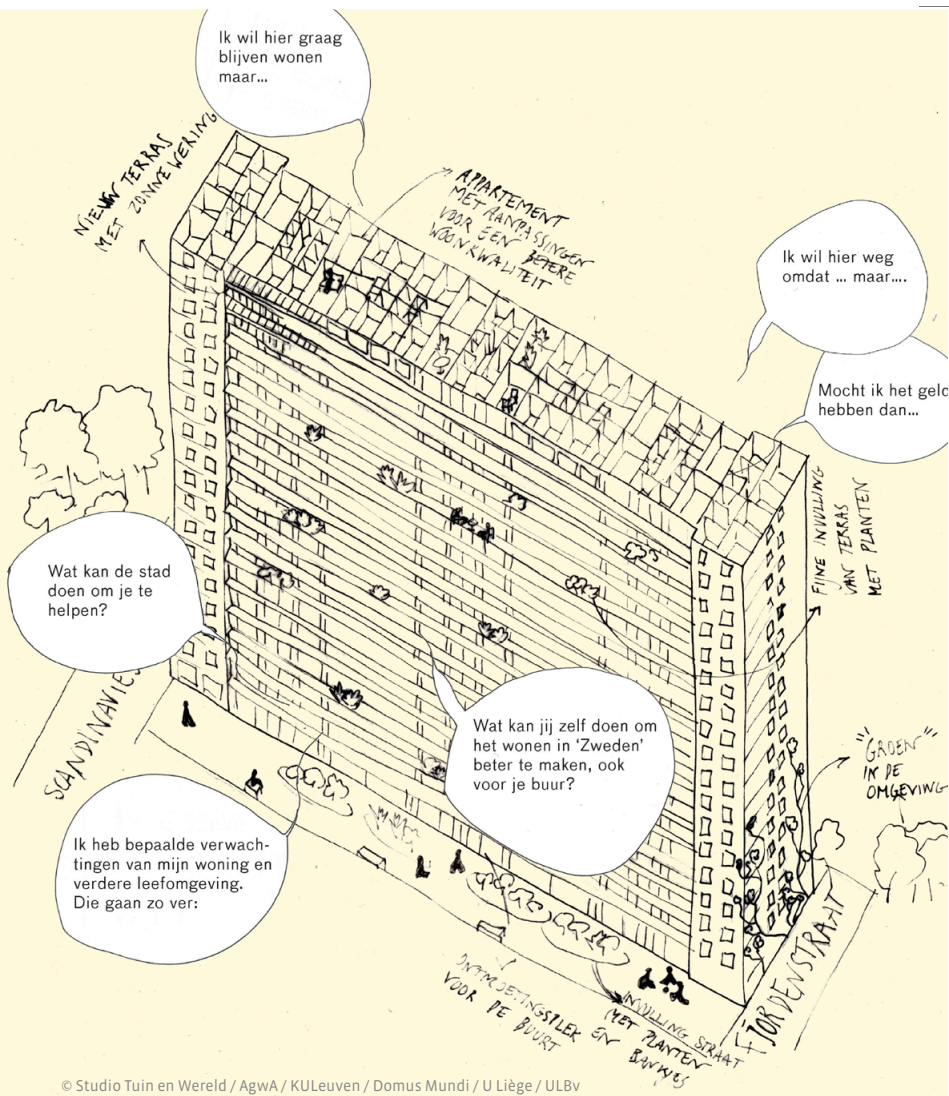 Ik wil hier graag
blijven wonen
maar...
NIEUW TERRAS
MET ZONNEWERING
APPARTEMENT
MET AANPASSINGEN
VOOR EEN BETERE
WOONKWALITEIT
Ik wil hier weg
omdat ... maar....
Mocht ik het geld
hebben dan...
FIJNE INVULLING
VAN TERRAS
MET PLANTEN
Wat kan de stad
doen om je te
helpen?
SCANDINAVIËS
Wat kan jij zelf doen om
het wonen in ‘Zweden’
beter te maken, ook
voor je buur?
"GROEN"
IN DE
OMGEVING
Ik heb bepaalde verwach-
tingen van mijn woning en
verdere leefomgeving.
Die gaan zo ver:
ONTMOETINGSPLEK EN BANKJES
VOOR DE BUURT
INVULLING STRAAT
MET PLANTEN
FJORDENSTRAAT
© Studio Tuin en Wereld / AgwA / KULeuven / Domus Mundi / U Liège / ULBv